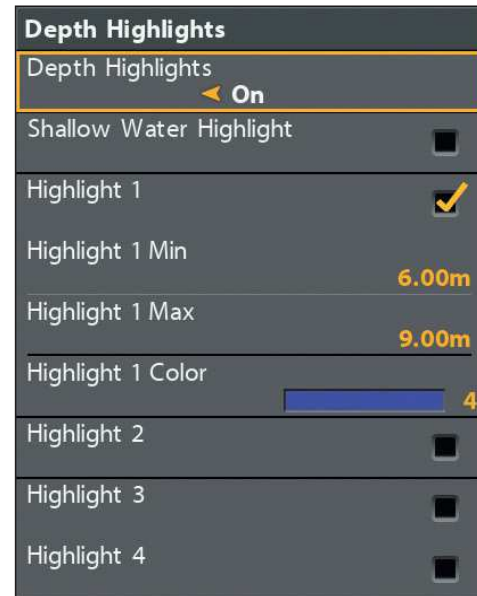 Depth Highlights
Depth Highlights
On
Shallow Water Highlight
Highlight 1
Highlight 1 Min
6.00m
Highlight 1 Max
9.00m
Highlight 1 Color
4
Highlight 2
Highlight 3
Highlight 4